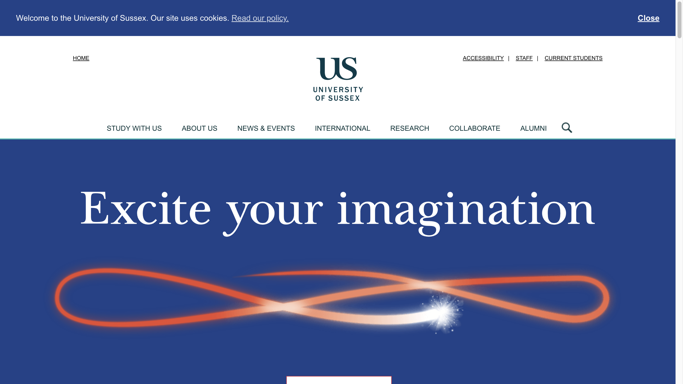 Welcome to the University of Sussex. Our site uses cookies. Read our policy.
Close
HOME
ACCESSIBILITY | STAFF | CURRENT STUDENTS
US
UNIVERSITY
OF SUSSEX
STUDY WITH US ABOUT US NEWS & EVENTS INTERNATIONAL RESEARCH COLLABORATE ALUMNI
Excite your imagination